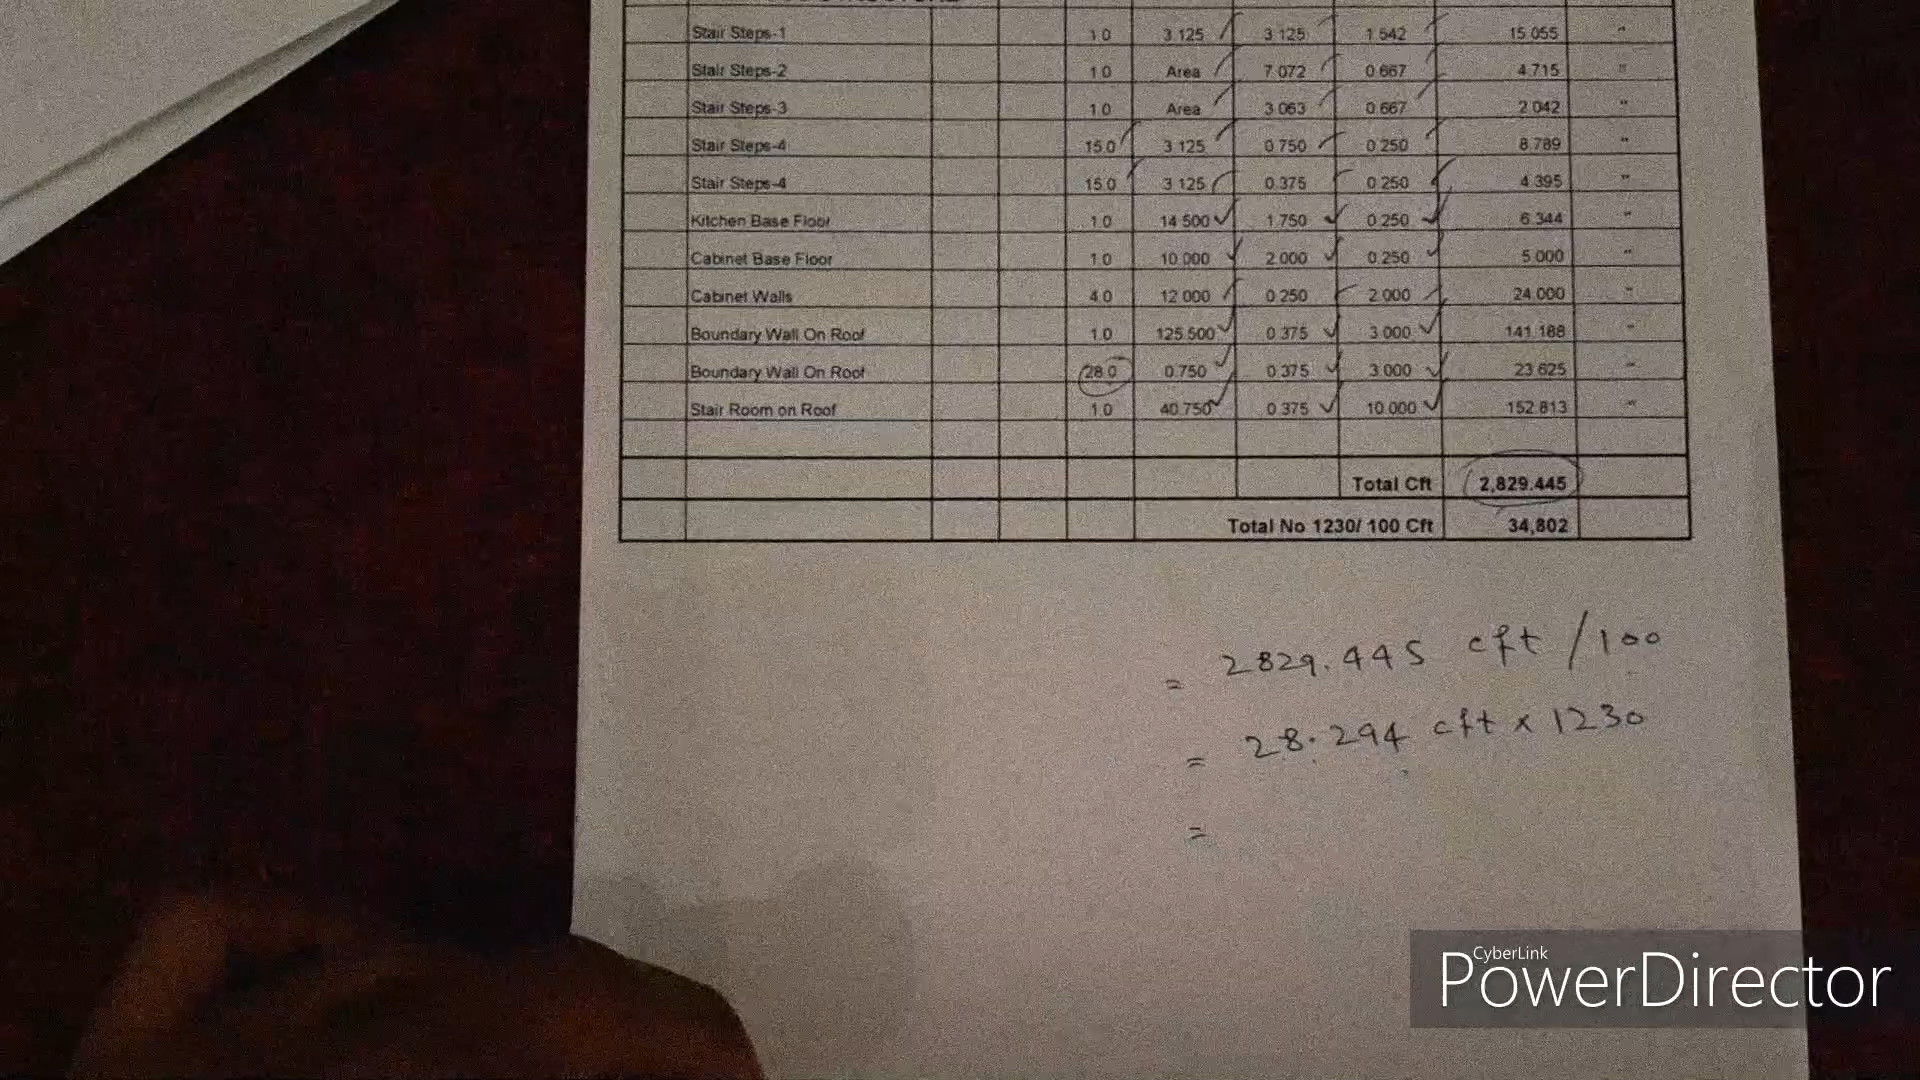 Stair Steps-1 1.0 3.125 3.125 1.542 15.055 "
Stair Steps-2 1.0 Area 7.072 0.667 4.715 "
Stair Steps-3 1.0 Area 3.063 0.667 2.042 "
Stair Steps-4 15.0 3.125 0.750 0.250 8.789 "
Stair Steps-4 15.0 3.125 0.375 0.250 4.395 "
Kitchen Base Floor 1.0 14.500 1.750 0.250 6.344 "
Cabinet Base Floor 1.0 10.000 2.000 0.250 5.000 "
Cabinet Walls 4.0 12.000 0.250 2.000 24.000 "
Boundary Wall On Roof 1.0 125.500 0.375 3.000 141.188 "
Boundary Wall On Roof 28.0 0.750 0.375 3.000 23.625 "
Stair Room on Roof 1.0 40.750 0.375 10.000 152.813 "
Total Cft 2,829.445
Total No 1230/ 100 Cft 34,802
= 2829.445 cft /100
= 28.294 cft x 1230
=
CyberLink
PowerDirector